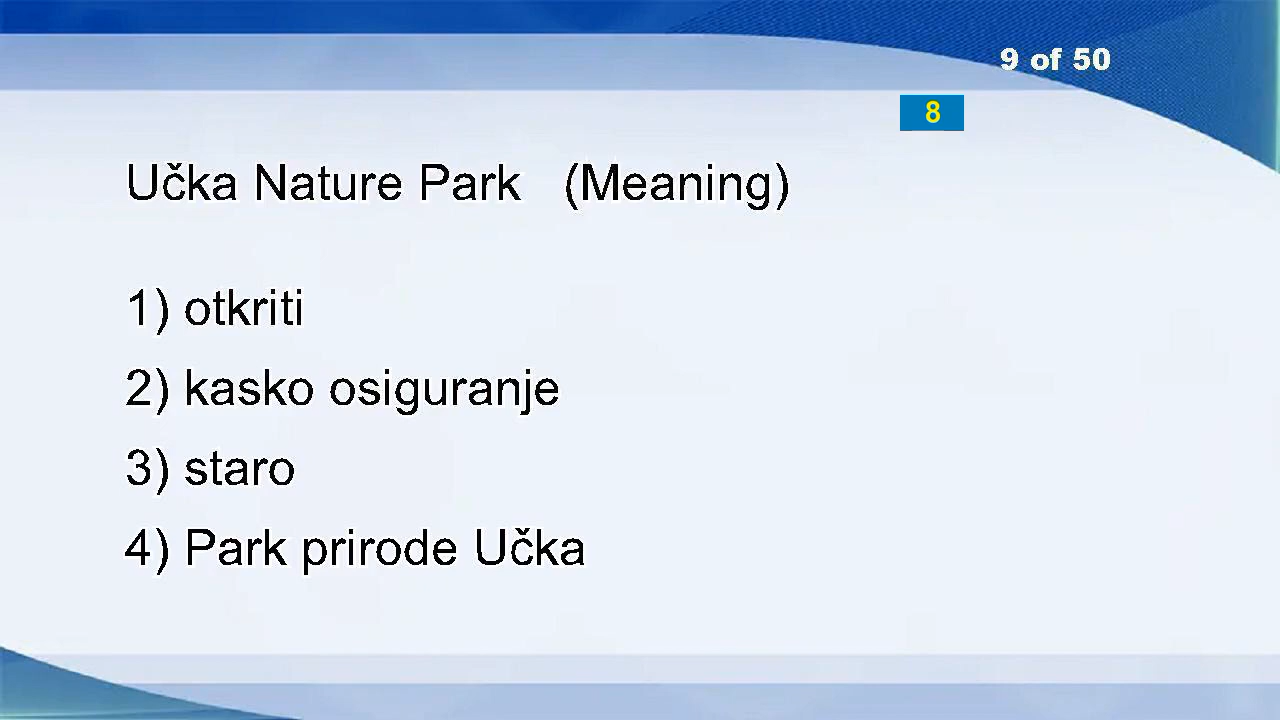 9 of 50
8
Učka Nature Park (Meaning)
1) otkriti
2) kasko osiguranje
3) staro
4) Park prirode Učka